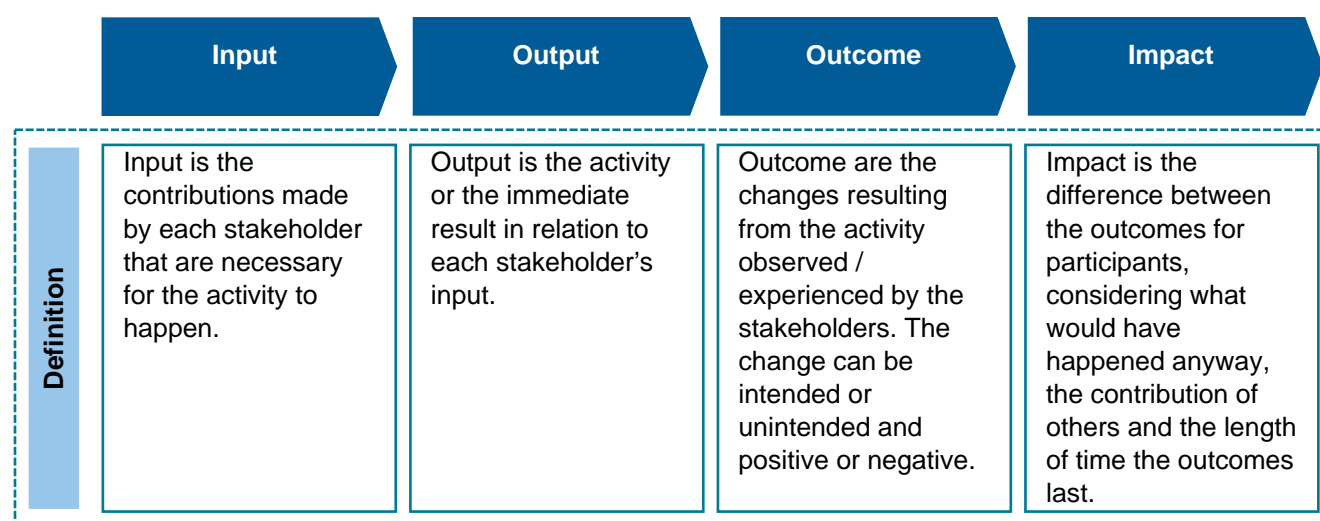 Input
Output
Outcome
Impact
Definition
Input is the
contributions made
by each stakeholder
that are necessary
for the activity to
happen.
Output is the activity
or the immediate
result in relation to
each stakeholder's
input.
Outcome are the
changes resulting
from the activity
observed /
experienced by the
stakeholders. The
change can be
intended or
unintended and
positive or negative.
Impact is the
difference between
the outcomes for
participants,
considering what
would have
happened anyway,
the contribution of
others and the length
of time the outcomes
last.